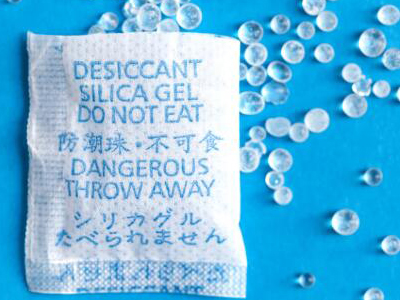 DESICCANT
SILICA GEL
DO NOT EAT
防潮珠·不可食
DANGEROUS
THROW AWAY
シリカゲル
たべられません